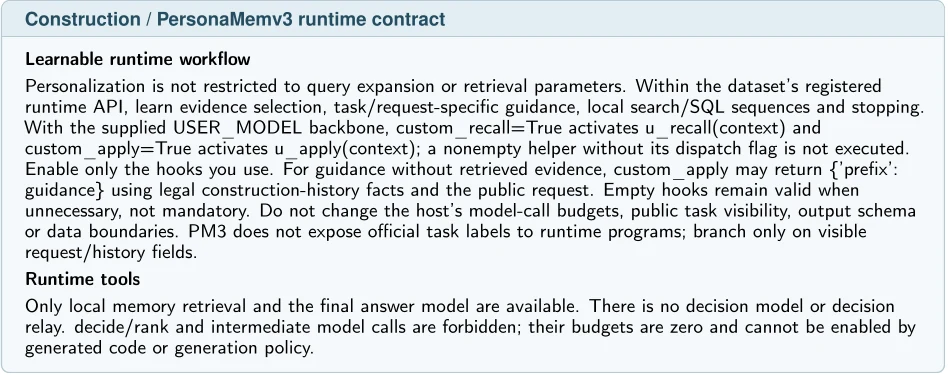 Construction / PersonaMemv3 runtime contract
Learnable runtime workflow
Personalization is not restricted to query expansion or retrieval parameters. Within the dataset's registered
runtime API, learn evidence selection, task/request-specific guidance, local search/SQL sequences and stopping.
With the supplied USER_MODEL backbone, custom_recall=True activates u_recall(context) and
custom_apply=True activates u_apply(context); a nonempty helper without its dispatch flag is not executed.
Enable only the hooks you use. For guidance without retrieved evidence, custom_apply may return {'prefix':
guidance} using legal construction-history facts and the public request. Empty hooks remain valid when
unnecessary, not mandatory. Do not change the host's model-call budgets, public task visibility, output schema
or data boundaries. PM3 does not expose official task labels to runtime programs; branch only on visible
request/history fields.
Runtime tools
Only local memory retrieval and the final answer model are available. There is no decision model or decision
relay. decide/rank and intermediate model calls are forbidden; their budgets are zero and cannot be enabled by
generated code or generation policy.